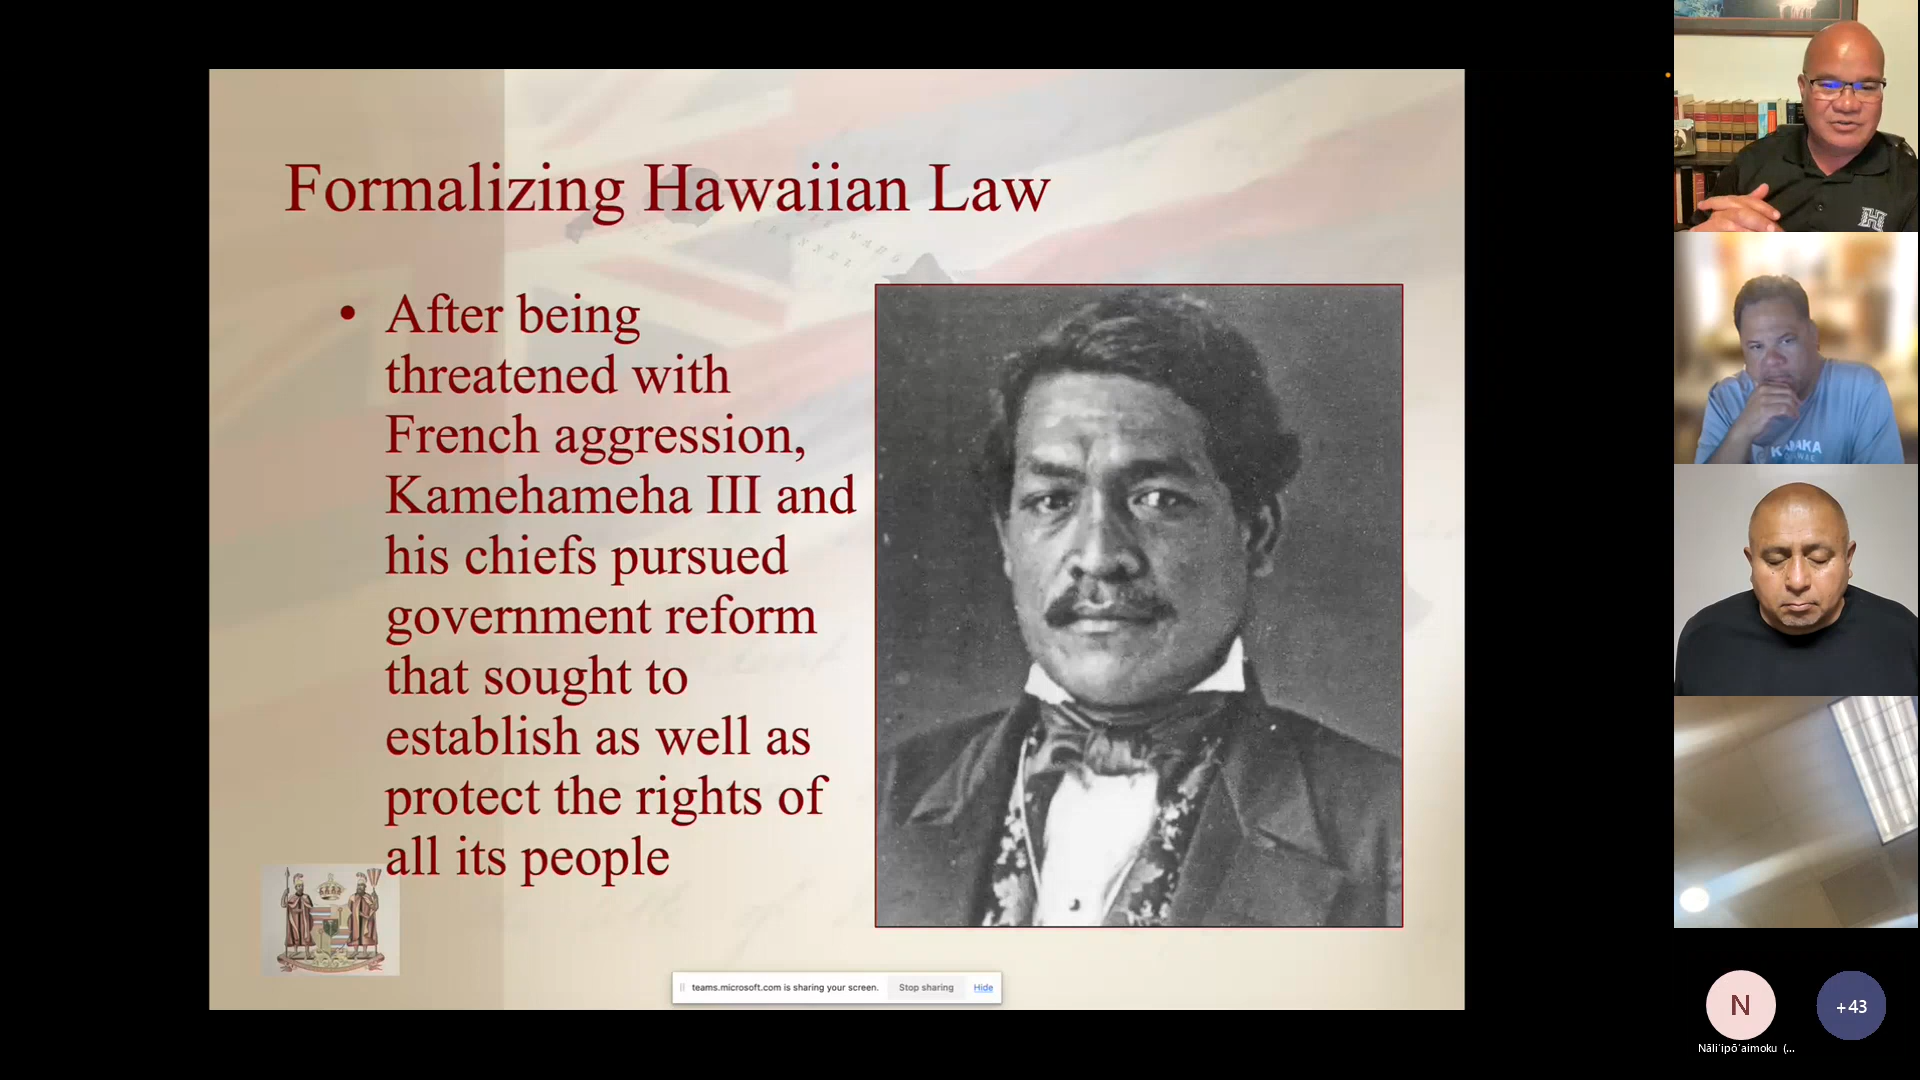 Formalizing Hawaiian Law
• After being
threatened with
French aggression,
Kamehameha III and
his chiefs pursued
government reform
that sought to
establish as well as
protect the rights of
all its people
teams.microsoft.com is sharing your screen. Stop sharing Hide
KANAKA
N
+43
Nāliʻipōʻaimoku (...